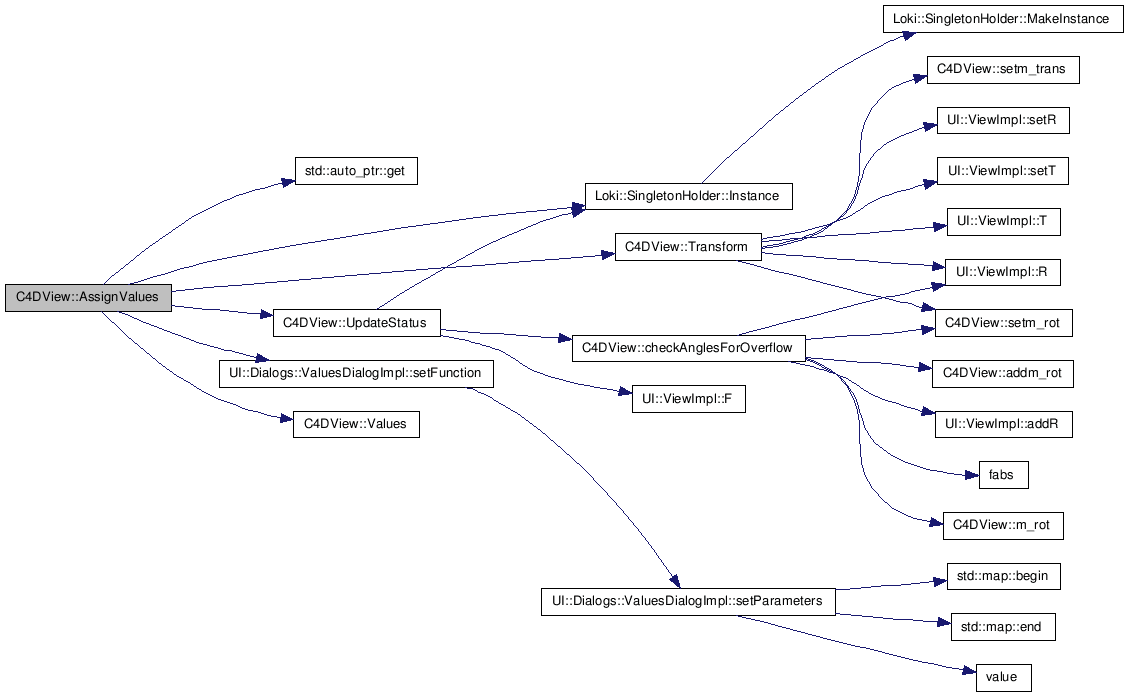 Loki::SingletonHolder::MakeInstance
C4DView::setm_trans
UI::ViewImpl::setR
std::auto_ptr::get
UI::ViewImpl::setT
Loki::SingletonHolder::Instance
UI::ViewImpl::T
C4DView::Transform
UI::ViewImpl::R
C4DView::AssignValues
C4DView::UpdateStatus
C4DView::setm_rot
C4DView::checkAnglesForOverflow
UI::Dialogs::ValuesDialogImpl::setFunction
C4DView::addm_rot
UI::ViewImpl::F
C4DView::Values
UI::ViewImpl::addR
fabs
C4DView::m_rot
std::map::begin
UI::Dialogs::ValuesDialogImpl::setParameters
std::map::end
value